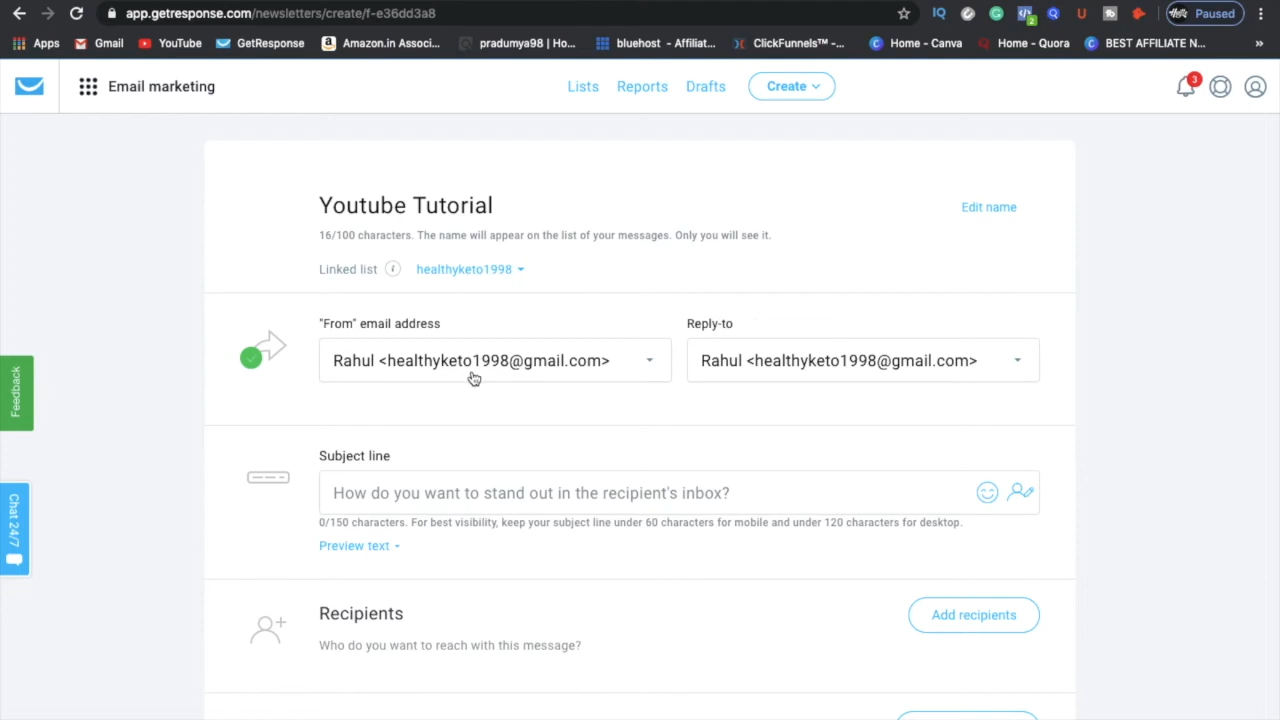 app.getresponse.com/newsletters/create/f-e36dd3a8
IQ
2
U
Paused
Apps
Gmail
YouTube
GetResponse
Amazon.in Associ...
pradumya98 | Ho...
bluehost - Affiliat...
ClickFunnels™ -...
Home - Canva
Home - Quora
BEST AFFILIATE N...
»
Email marketing
Lists
Reports
Drafts
Create
3
Youtube Tutorial
Edit name
16/100 characters. The name will appear on the list of your messages. Only you will see it.
Linked list i healthyketo1998
"From" email address
Reply-to
Rahul <healthyketo1998@gmail.com>
Rahul <healthyketo1998@gmail.com>
Feedback
Subject line
How do you want to stand out in the recipient's inbox?
0/150 characters. For best visibility, keep your subject line under 60 characters for mobile and under 120 characters for desktop.
Chat 24/7
Preview text
Recipients
Add recipients
Who do you want to reach with this message?